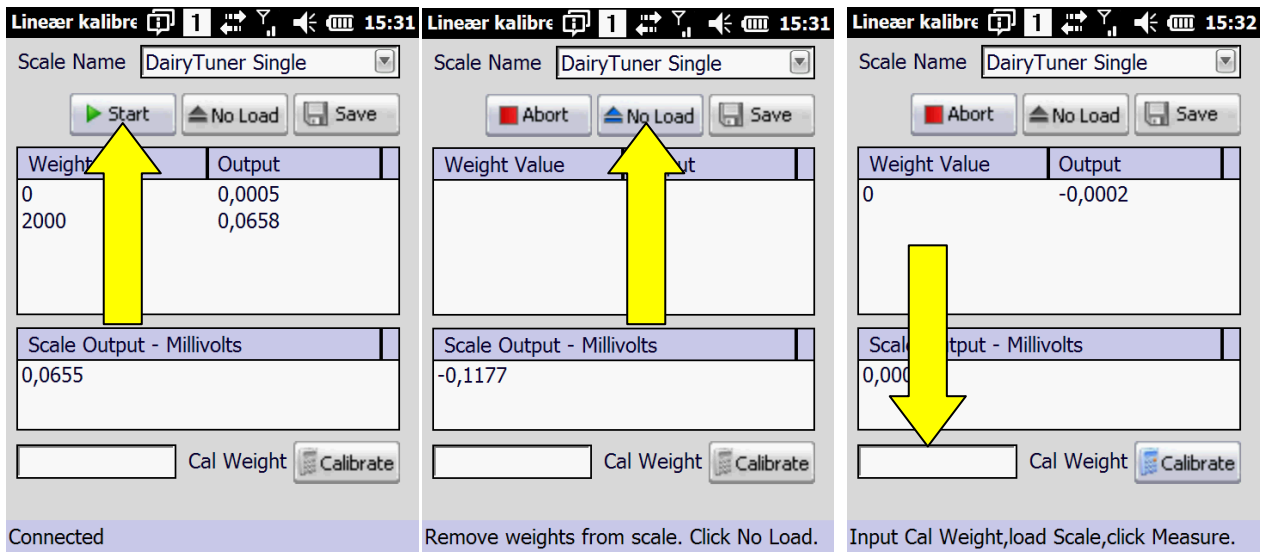 Lineær kalibre 1 15:31
Scale Name DairyTuner Single
Start No Load Save
Weight Output
0 0,0005
2000 0,0658
Scale Output - Millivolts
0,0655
Cal Weight Calibrate
Connected
Lineær kalibre 1 15:31
Scale Name DairyTuner Single
Abort No Load Save
Weight Value
Scale Output - Millivolts
-0,1177
Cal Weight Calibrate
Remove weights from scale. Click No Load.
Lineær kalibre 1 15:32
Scale Name DairyTuner Single
Abort No Load Save
Weight Value Output
0 -0,0002
Millivolts
Cal Weight Calibrate
Input Cal Weight,load Scale,click Measure.